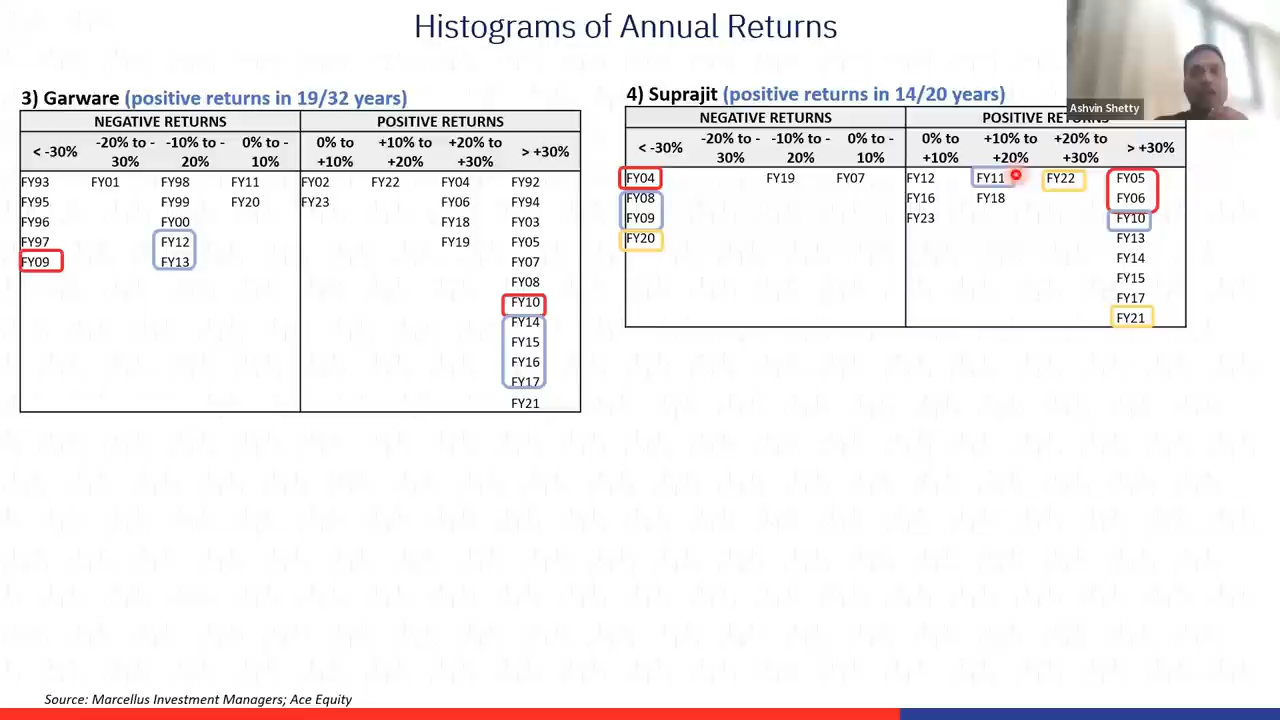 Histograms of Annual Returns
Ashvin Shetty
3) Garware (positive returns in 19/32 years)
NEGATIVE RETURNS POSITIVE RETURNS
< -30% -20% to -30% -10% to -20% 0% to -10% 0% to +10% +10% to +20% +20% to +30% > +30%
FY93 FY01 FY98 FY11 FY02 FY22 FY04 FY92
FY95 FY99 FY20 FY23 FY06 FY94
FY96 FY00 FY18 FY03
FY97 FY12 FY19 FY05
FY09 FY13 FY07
FY08
FY10
FY14
FY15
FY16
FY17
FY21
4) Suprajit (positive returns in 14/20 years)
NEGATIVE RETURNS POSITIVE RETURNS
< -30% -20% to -30% -10% to -20% 0% to -10% 0% to +10% +10% to +20% +20% to +30% > +30%
FY04 FY19 FY07 FY12 FY11 FY22 FY05
FY08 FY16 FY18 FY06
FY09 FY23 FY10
FY20 FY13
FY14
FY15
FY17
FY21
Source: Marcellus Investment Managers; Ace Equity